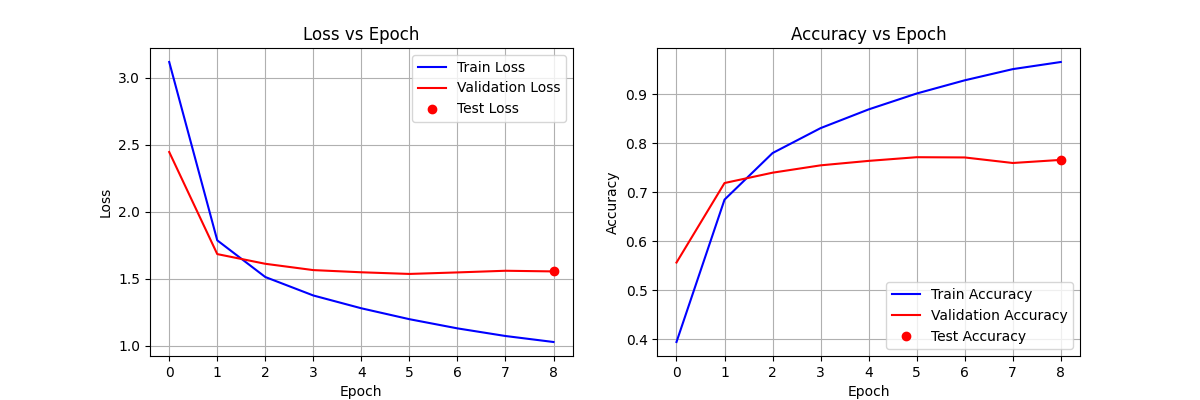 Loss vs Epoch
3.0
2.5
2.0
1.5
1.0
Loss
0 1 2 3 4 5 6 7 8
Epoch
Train Loss
Validation Loss
Test Loss
Accuracy vs Epoch
0.9
0.8
0.7
0.6
0.5
0.4
Accuracy
0 1 2 3 4 5 6 7 8
Epoch
Train Accuracy
Validation Accuracy
Test Accuracy